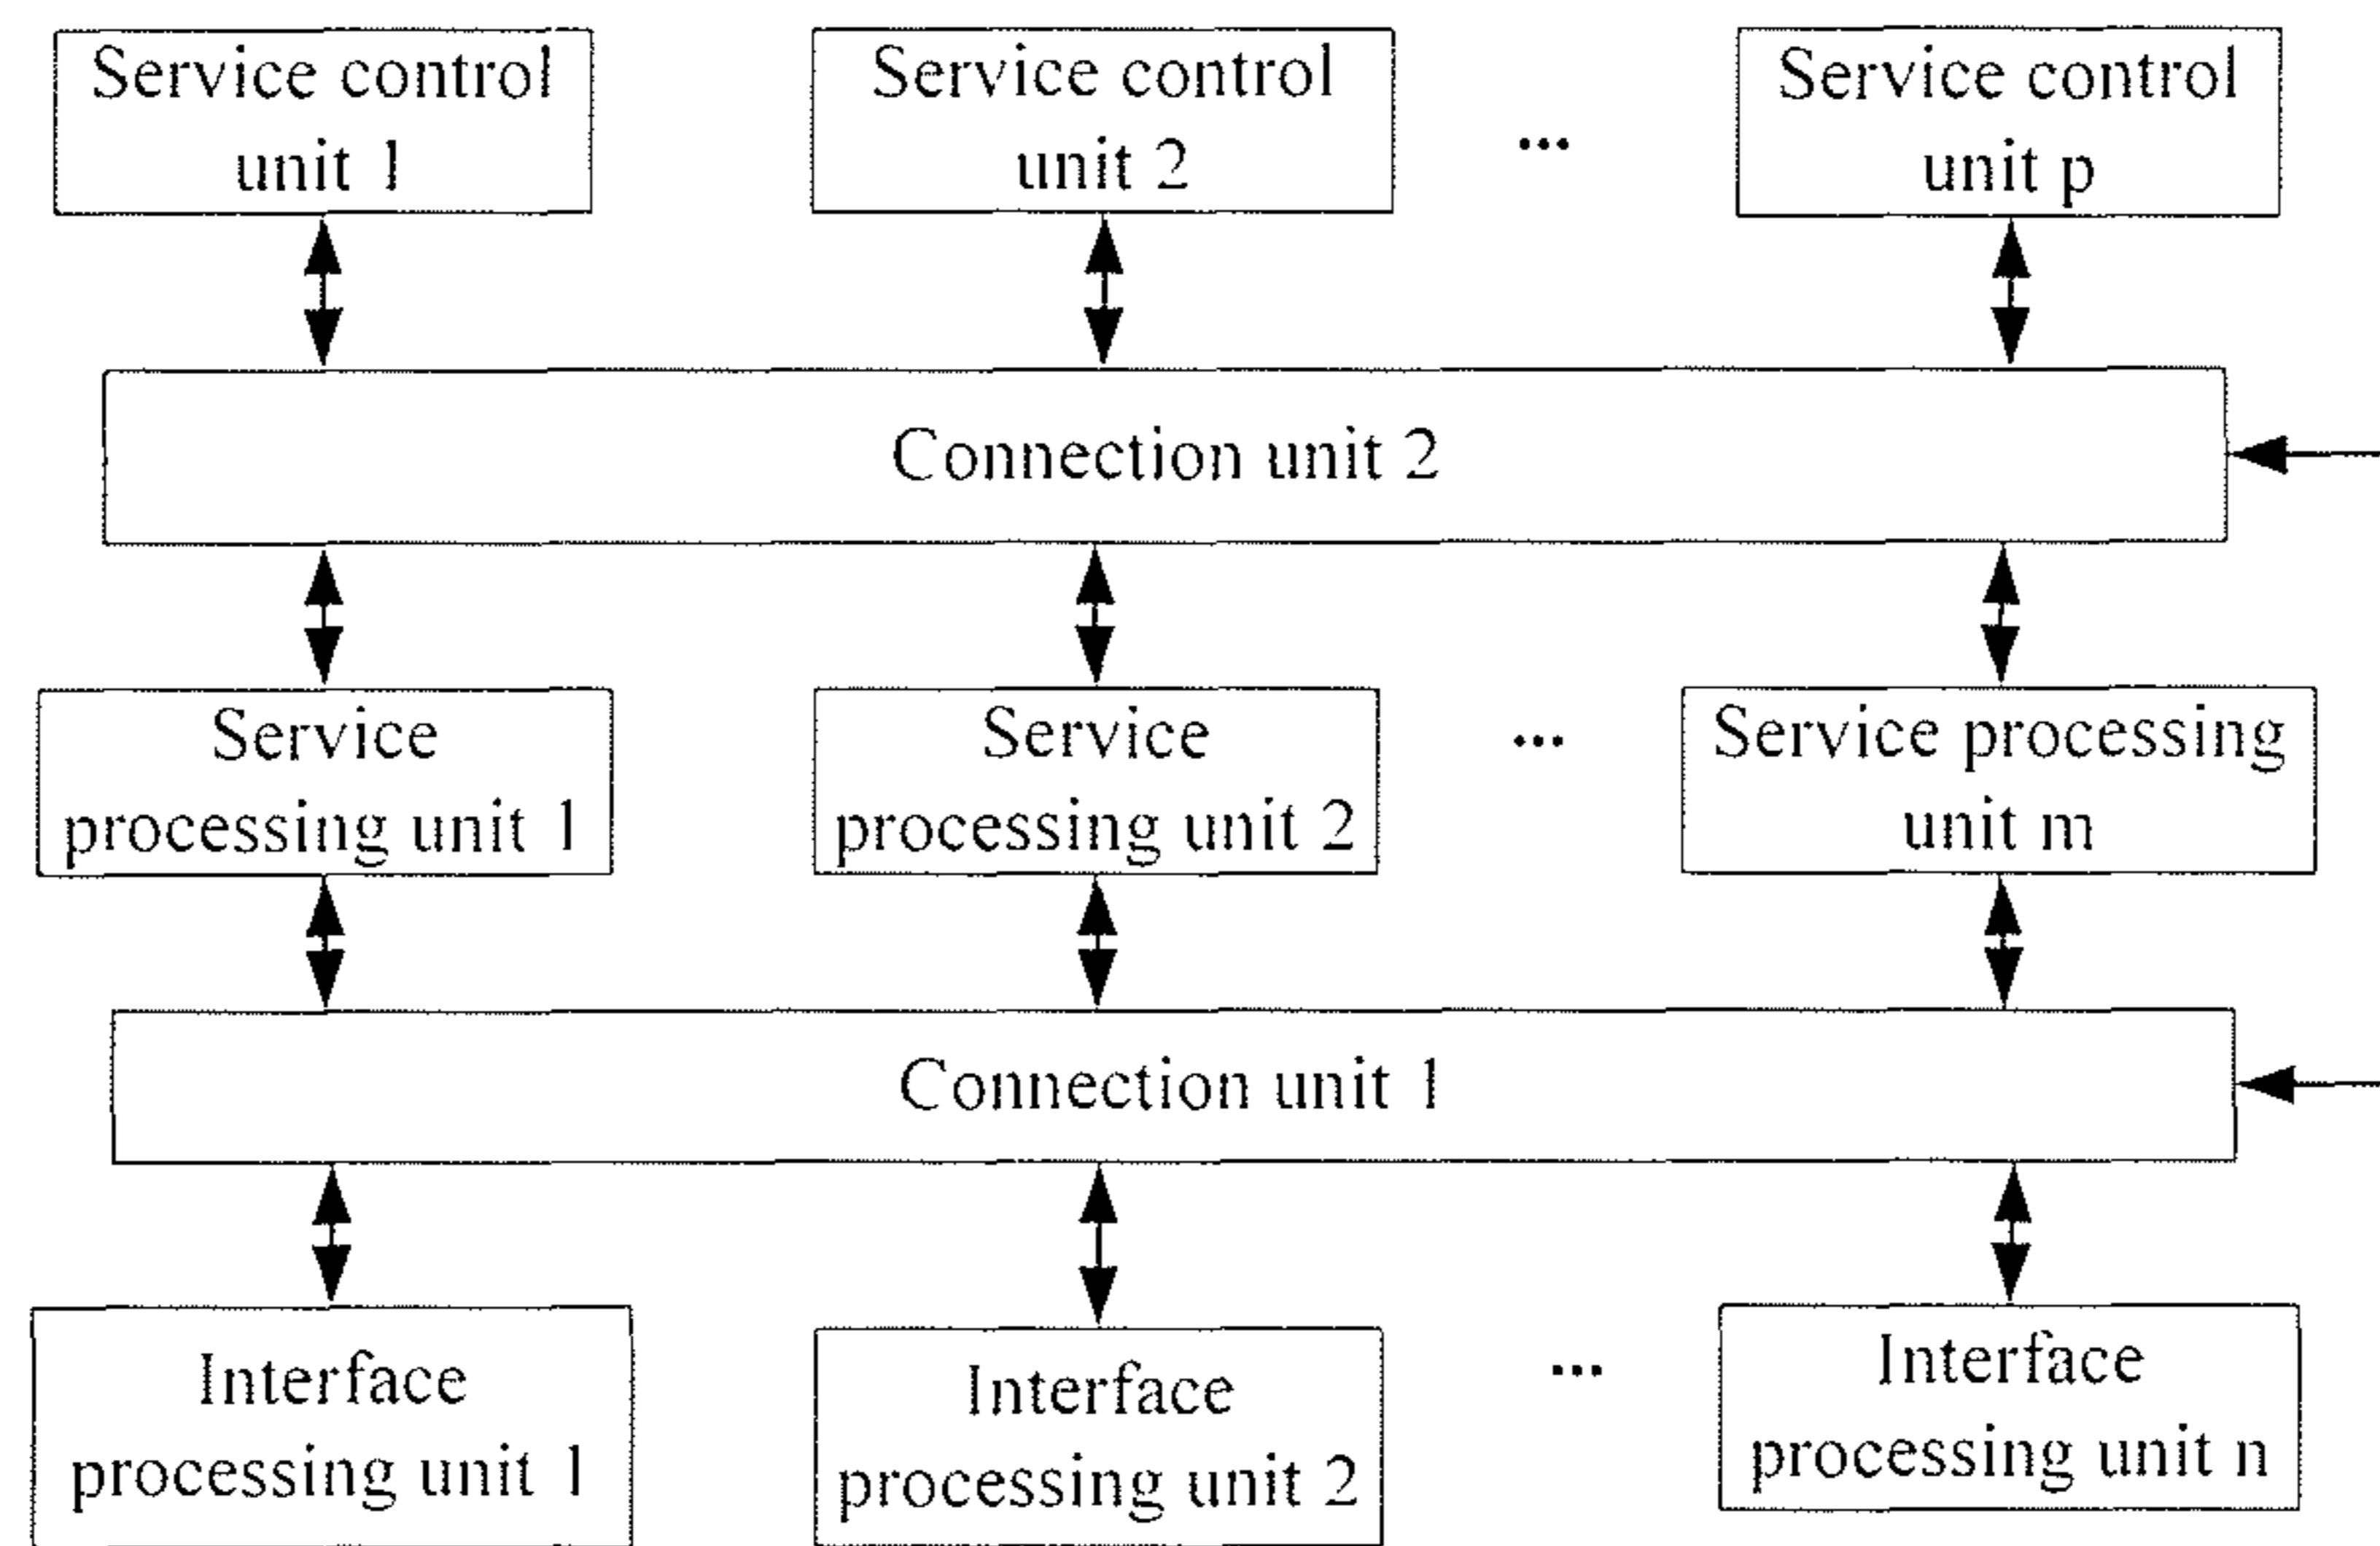 Service control
unit 1
Service control
unit 2
...
Service control
unit p
Connection unit 2
Service
processing unit 1
Service
processing unit 2
...
Service processing
unit m
Connection unit 1
Interface
processing unit 1
Interface
processing unit 2
...
Interface
processing unit n